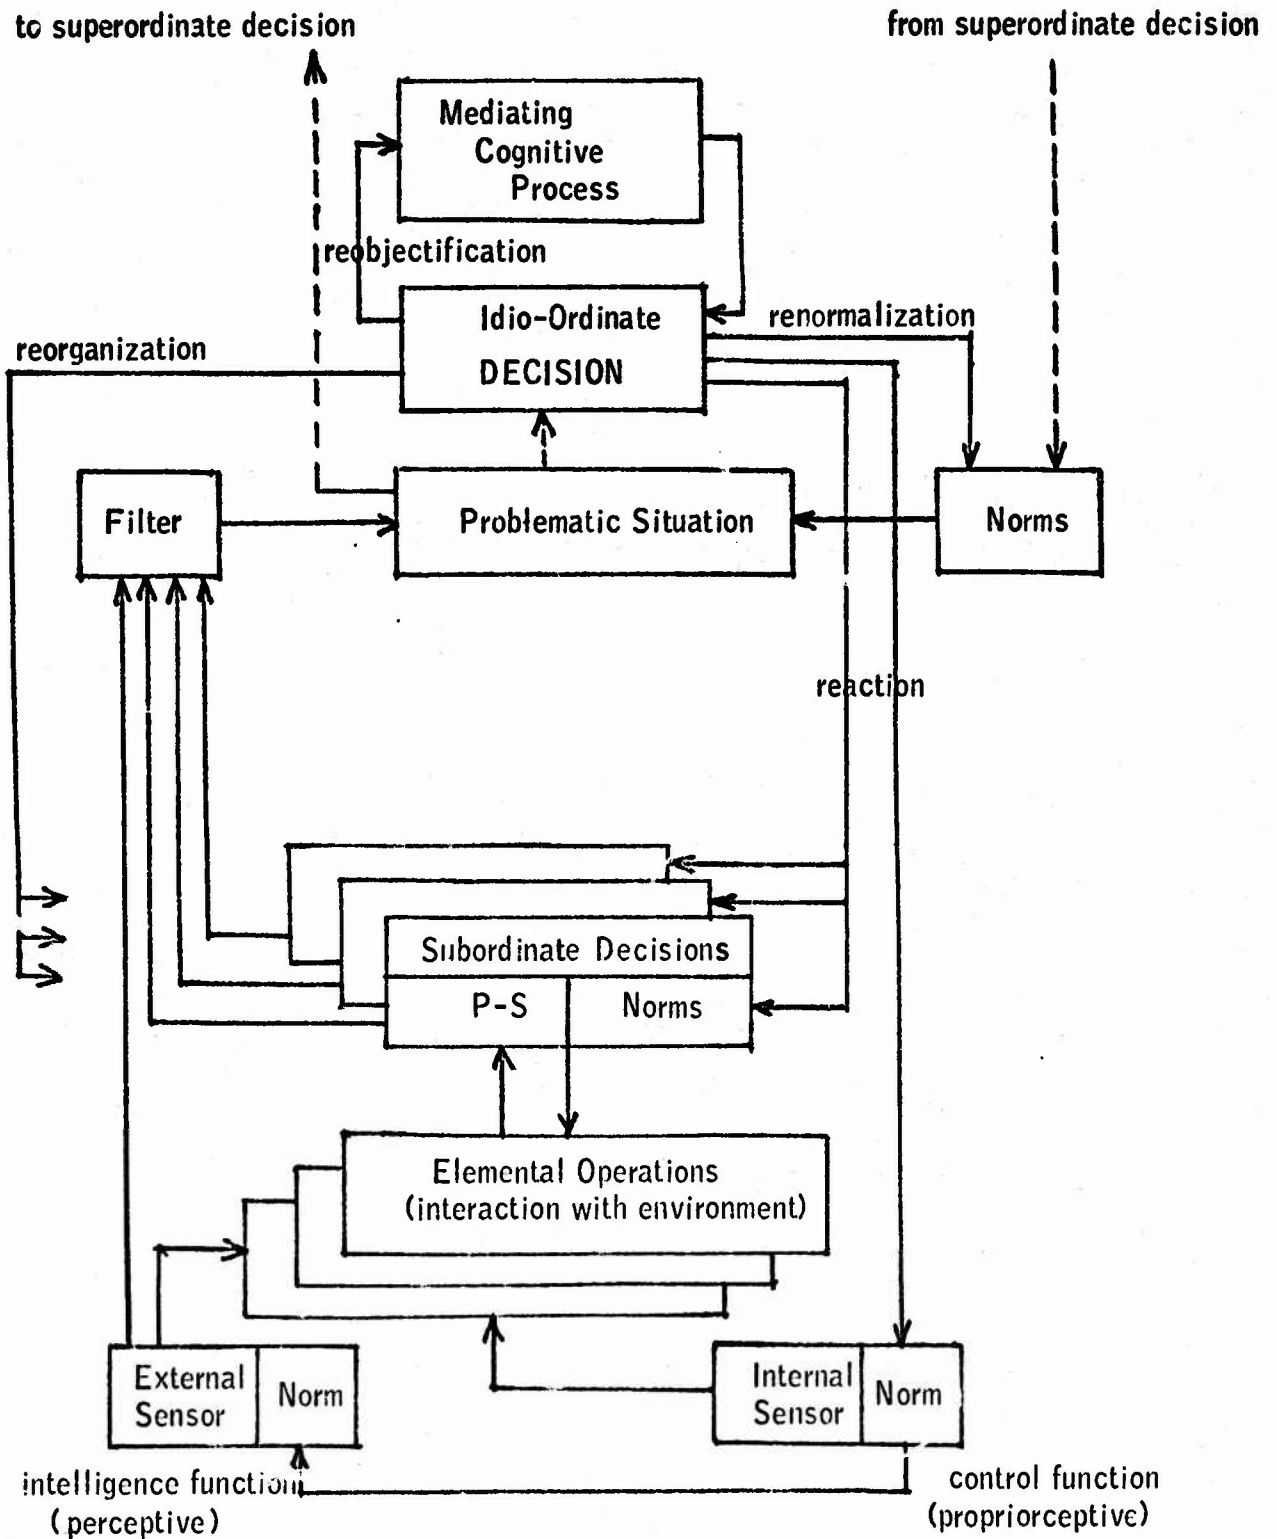 to superordinate decision
from superordinate decision
Mediating
Cognitive
Process
reobjectification
Idio-Ordinate
DECISION
renormalization
reorganization
Filter
Problematic Situation
Norms
reaction
Subordinate Decisions
P-S
Norms
Elemental Operations
(interaction with environment)
External
Sensor
Norm
Internal
Sensor
Norm
intelligence function
(perceptive)
control function
(propriorceptive)